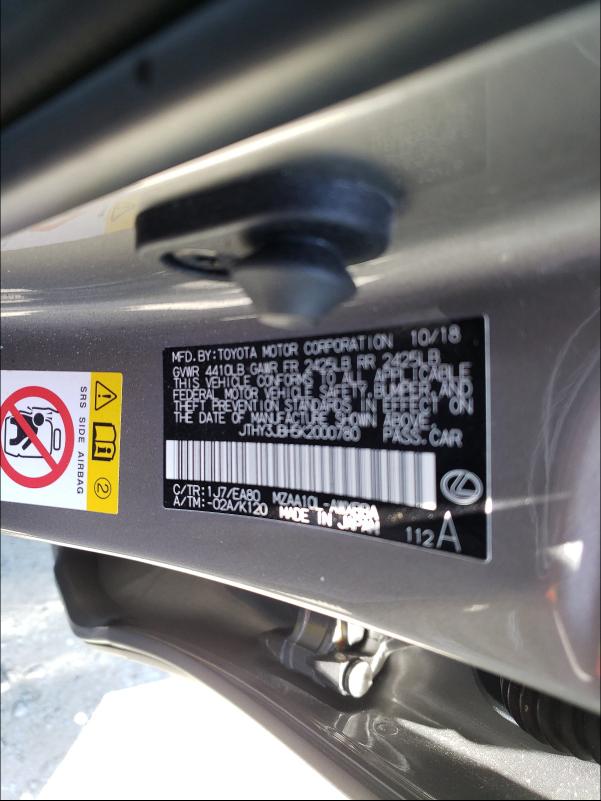 MFD.BY:TOYOTA MOTOR CORPORATION 10/18
GVWR 4410LB GAWR FR 2425LB RR 2425LB
THIS VEHICLE CONFORMS TO ALL APPLICABLE
FEDERAL MOTOR VEHICLE SAFETY, BUMPER, AND
THEFT PREVENTION STANDARDS IN EFFECT ON
THE DATE OF MANUFACTURE SHOWN ABOVE.
JTHY3JBH5K2000780 PASS.CAR
C/TR:1J7/EA80
A/TM:-02A/K120 MADE IN JAPAN
112A
SRS SIDE AIRBAG
2